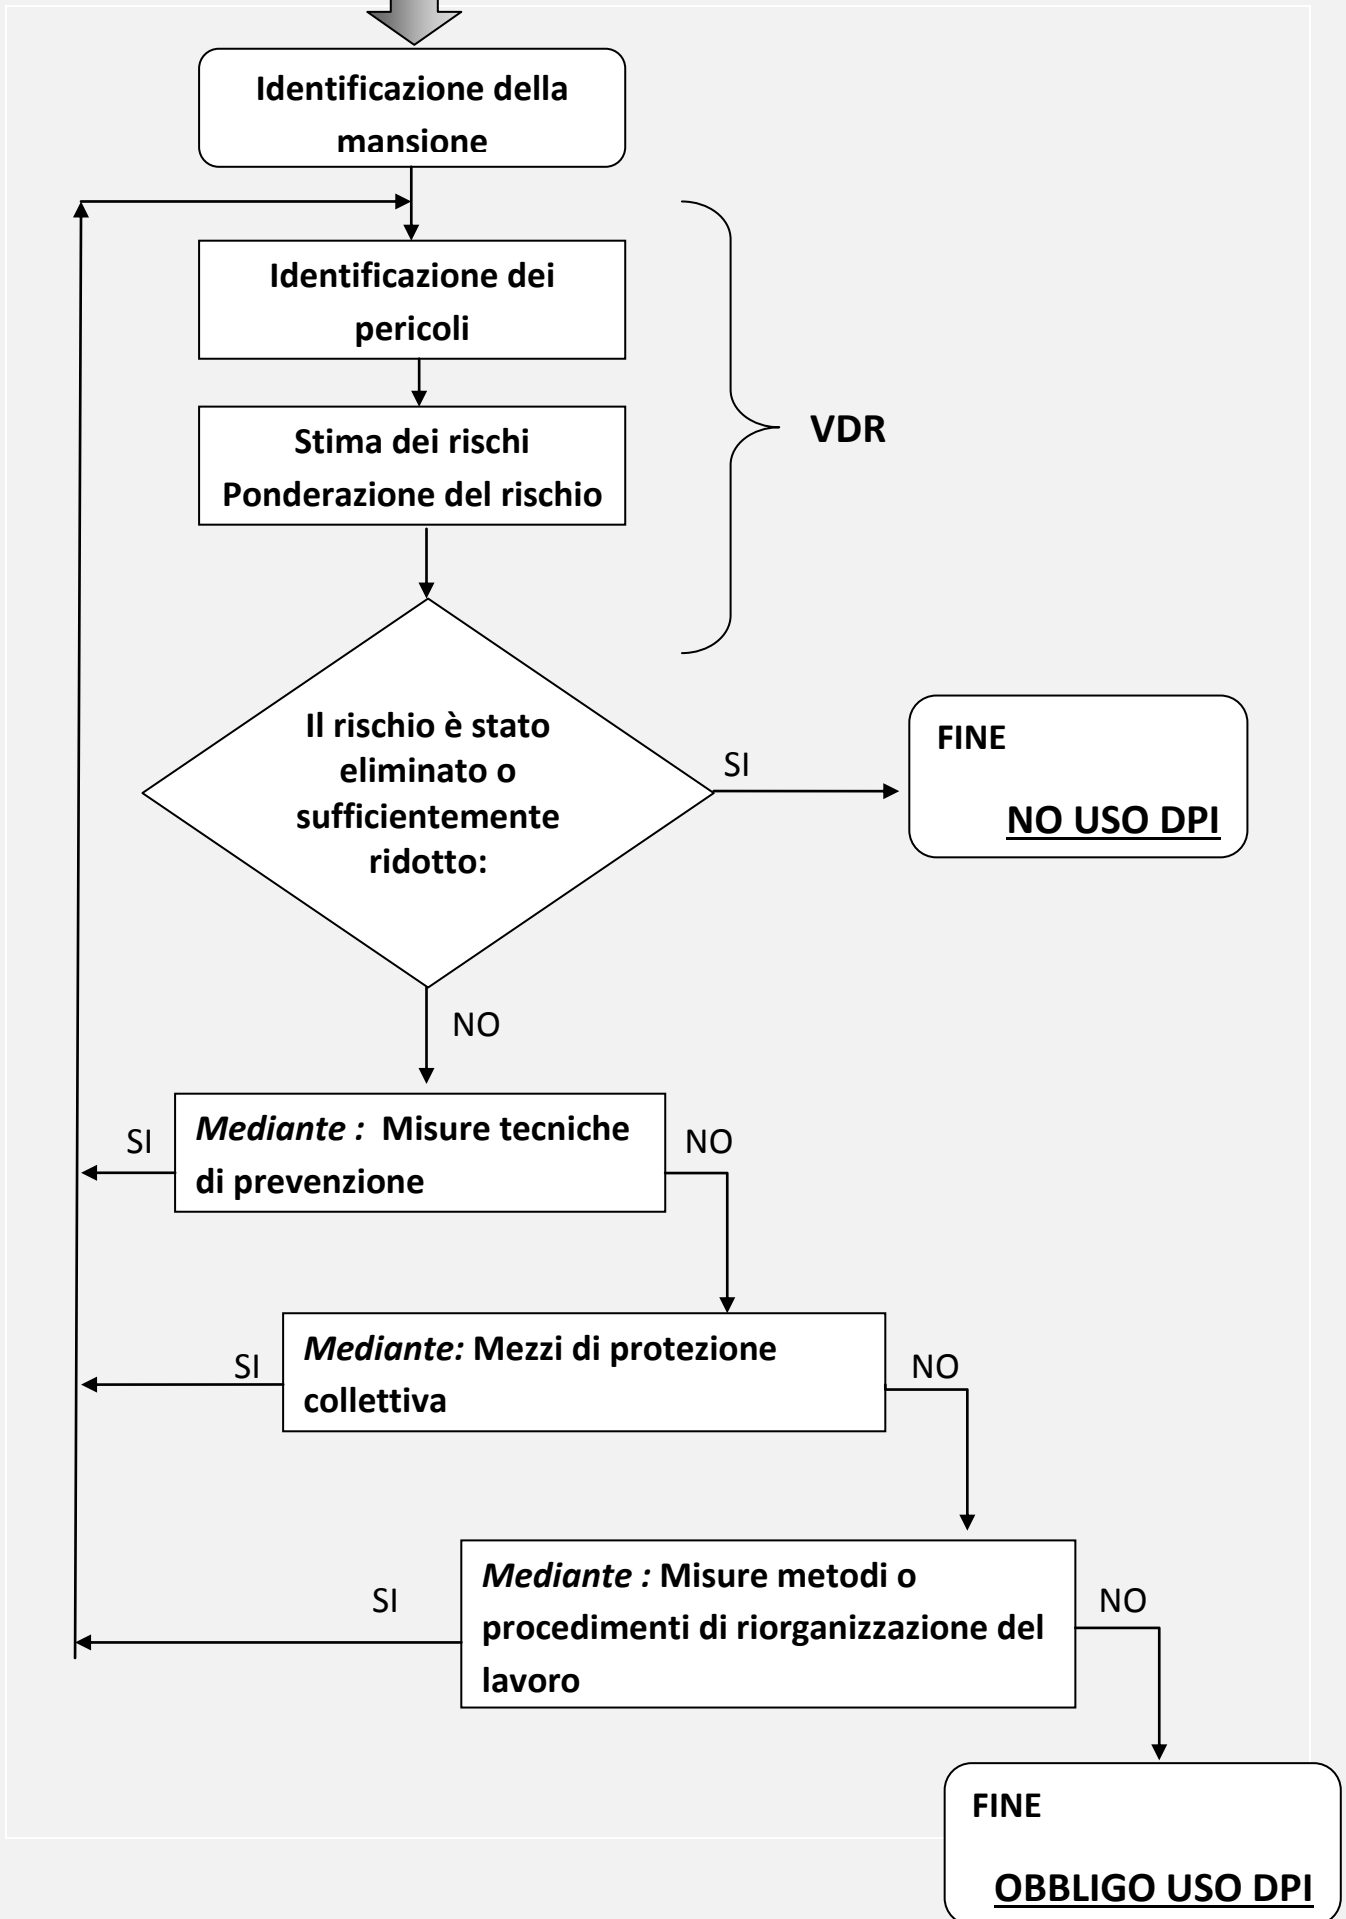 Identificazione della
mansione
Identificazione dei
pericoli
Stima dei rischi
Ponderazione del rischio
VDR
Il rischio è stato
eliminato o
sufficientemente
ridotto:
SI
FINE
NO USO DPI
NO
SI
Mediante : Misure tecniche
di prevenzione
NO
SI
Mediante: Mezzi di protezione
collettiva
NO
SI
Mediante : Misure metodi o
procedimenti di riorganizzazione del
lavoro
NO
FINE
OBBLIGO USO DPI